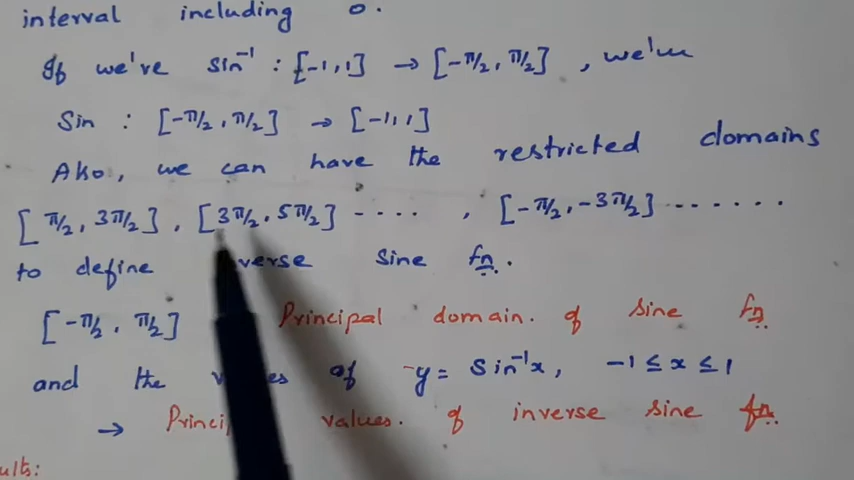 interval including 0.
If we've sin⁻¹ : [-1, 1] → [-π/2, π/2] , we've
Sin : [-π/2, π/2] → [-1, 1]
Also, we can have the restricted domains
[π/2, 3π/2] , [3π/2, 5π/2] ---- , [-π/2, -3π/2] ------
to define verse sine fn.
[-π/2, π/2] Principal domain. of sine fn.
and the of y = Sin⁻¹x, -1 ≤ x ≤ 1
→ Princi values. of inverse sine fn.
ults: